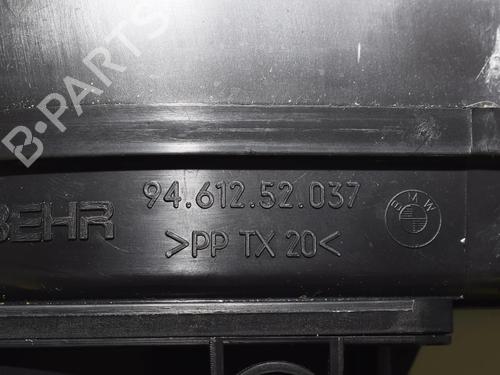 B-PARTS
94.612.52.037
BEHR
BMW
>PP TX 20<